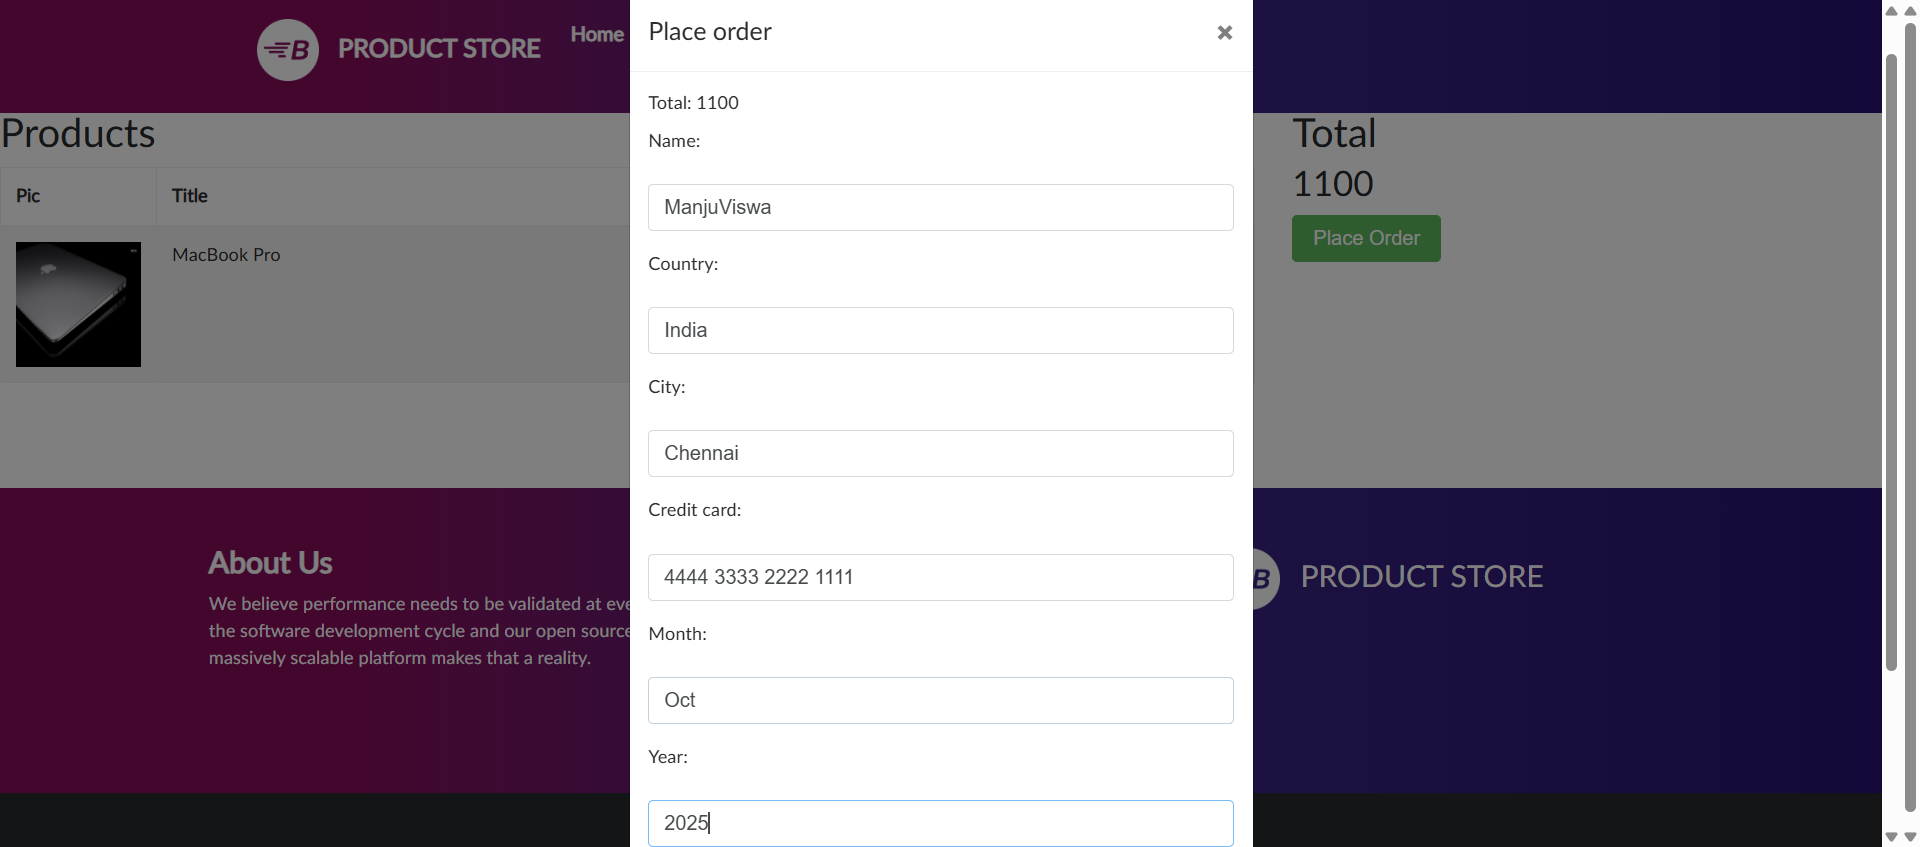 B PRODUCT STORE
Home
Products
Pic
Title
MacBook Pro
Place order
×
Total: 1100
Name:
ManjuViswa
Country:
India
City:
Chennai
Credit card:
4444 3333 2222 1111
Month:
Oct
Year:
2025
Total
1100
Place Order
About Us
We believe performance needs to be validated at eve
the software development cycle and our open source
massively scalable platform makes that a reality.
B PRODUCT STORE